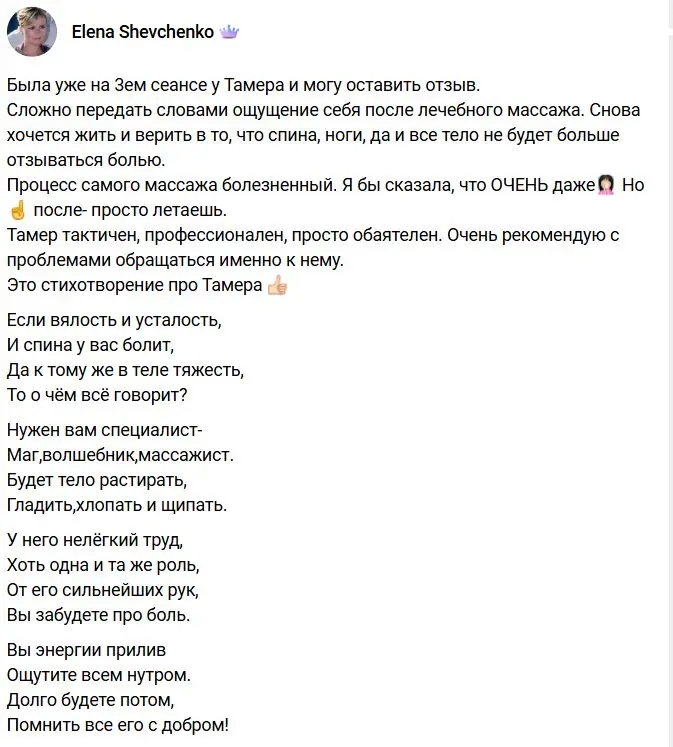 Elena Shevchenko
Была уже на 3ем сеансе у Тамера и могу оставить отзыв.
Сложно передать словами ощущение себя после лечебного массажа. Снова
хочется жить и верить в то, что спина, ноги, да и все тело не будет больше
отзываться болью.
Процесс самого массажа болезненный. Я бы сказала, что ОЧЕНЬ даже🤦🏻‍♀️ Но
☝️ после- просто летаешь.
Тамер тактичен, профессионален, просто обаятелен. Очень рекомендую с
проблемами обращаться именно к нему.
Это стихотворение про Тамера 👍🏻
Если вялость и усталость,
И спина у вас болит,
Да к тому же в теле тяжесть,
То о чём всё говорит?
Нужен вам специалист-
Маг,волшебник,массажист.
Будет тело растирать,
Гладить,хлопать и щипать.
У него нелёгкий труд,
Хоть одна и та же роль,
От его сильнейших рук,
Вы забудете про боль.
Вы энергии прилив
Ощутите всем нутром.
Долго будете потом,
Помнить все его с добром!